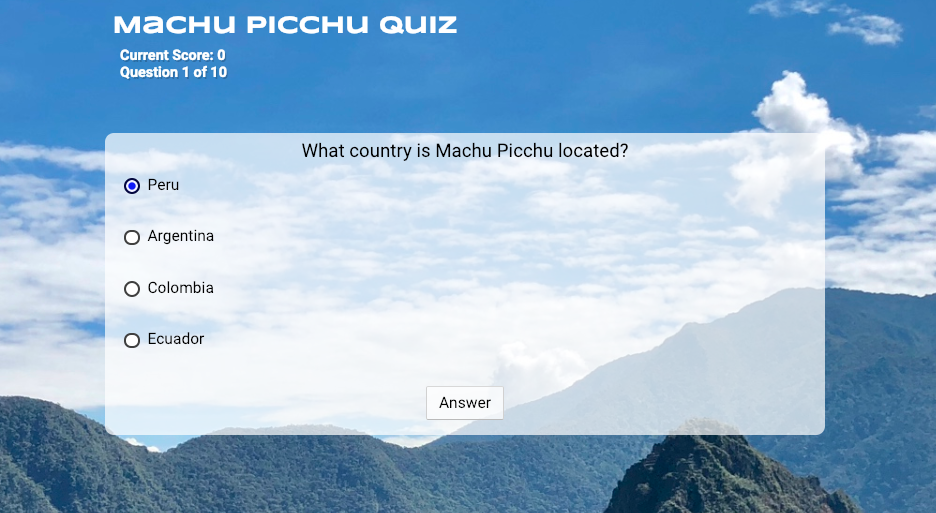 Machu Picchu Quiz
Current Score: 0
Question 1 of 10
What country is Machu Picchu located?
Peru
Argentina
Colombia
Ecuador
Answer